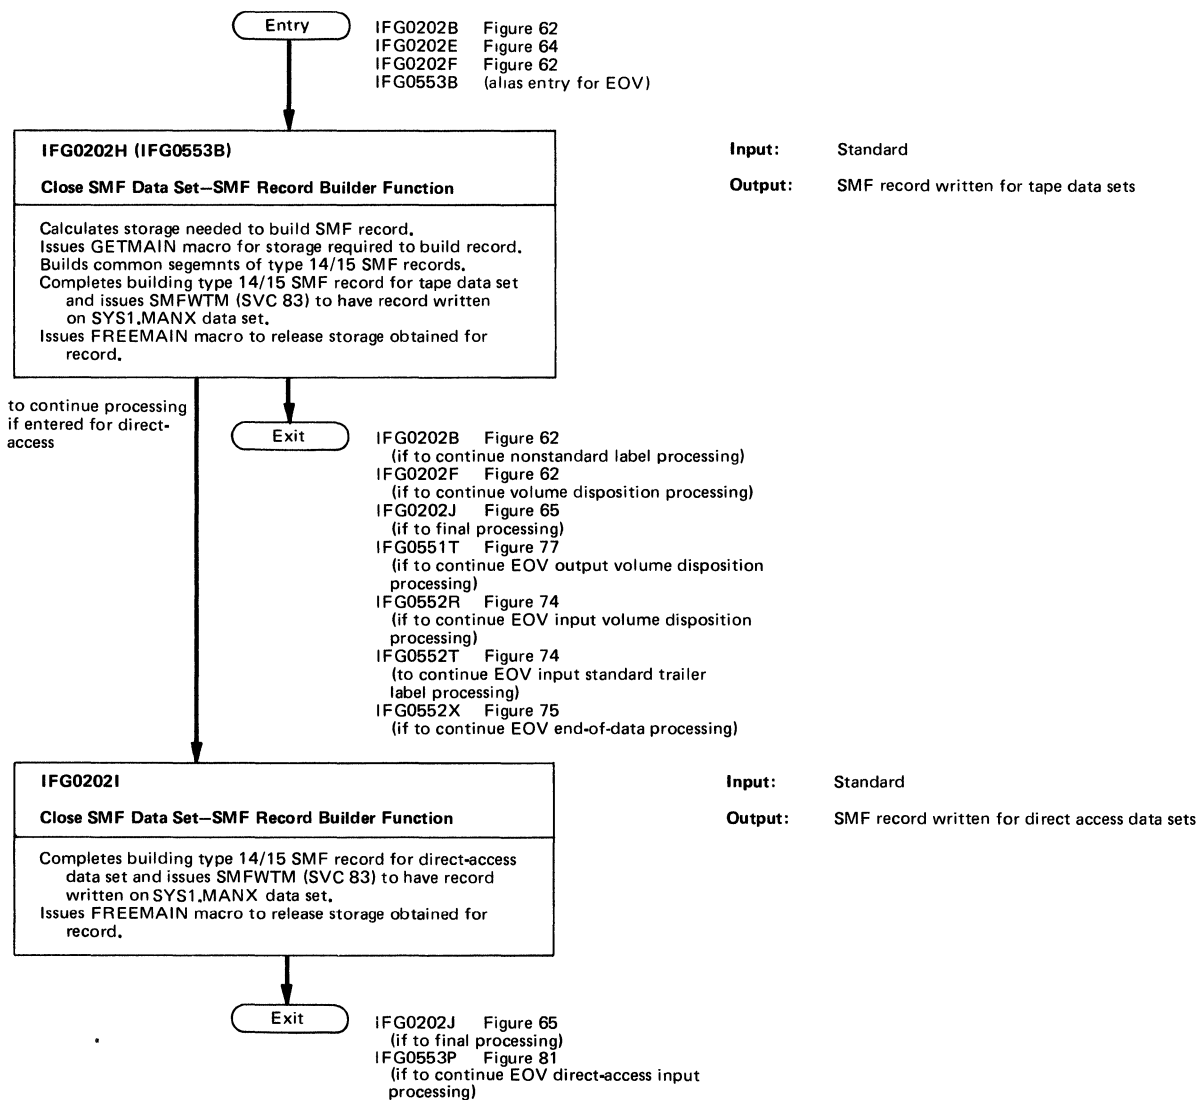 Entry
IFG0202B Figure 62
IFG0202E Figure 64
IFG0202F Figure 62
IFG0553B (alias entry for EOV)
IFG0202H (IFG0553B)
Close SMF Data Set—SMF Record Builder Function
Calculates storage needed to build SMF record.
Issues GETMAIN macro for storage required to build record.
Builds common segemnts of type 14/15 SMF records.
Completes building type 14/15 SMF record for tape data set
and issues SMFWTM (SVC 83) to have record written
on SYS1.MANX data set.
Issues FREEMAIN macro to release storage obtained for
record.
Input: Standard
Output: SMF record written for tape data sets
to continue processing
if entered for direct-
access
Exit
IFG0202B Figure 62
(if to continue nonstandard label processing)
IFG0202F Figure 62
(if to continue volume disposition processing)
IFG0202J Figure 65
(if to final processing)
IFG0551T Figure 77
(if to continue EOV output volume disposition
processing)
IFG0552R Figure 74
(if to continue EOV input volume disposition
processing)
IFG0552T Figure 74
(to continue EOV input standard trailer
label processing)
IFG0552X Figure 75
(if to continue EOV end-of-data processing)
IFG0202I
Close SMF Data Set—SMF Record Builder Function
Completes building type 14/15 SMF record for direct-access
data set and issues SMFWTM (SVC 83) to have record
written on SYS1.MANX data set.
Issues FREEMAIN macro to release storage obtained for
record.
Input: Standard
Output: SMF record written for direct access data sets
Exit
IFG0202J Figure 65
(if to final processing)
IFG0553P Figure 81
(if to continue EOV direct-access input
processing)